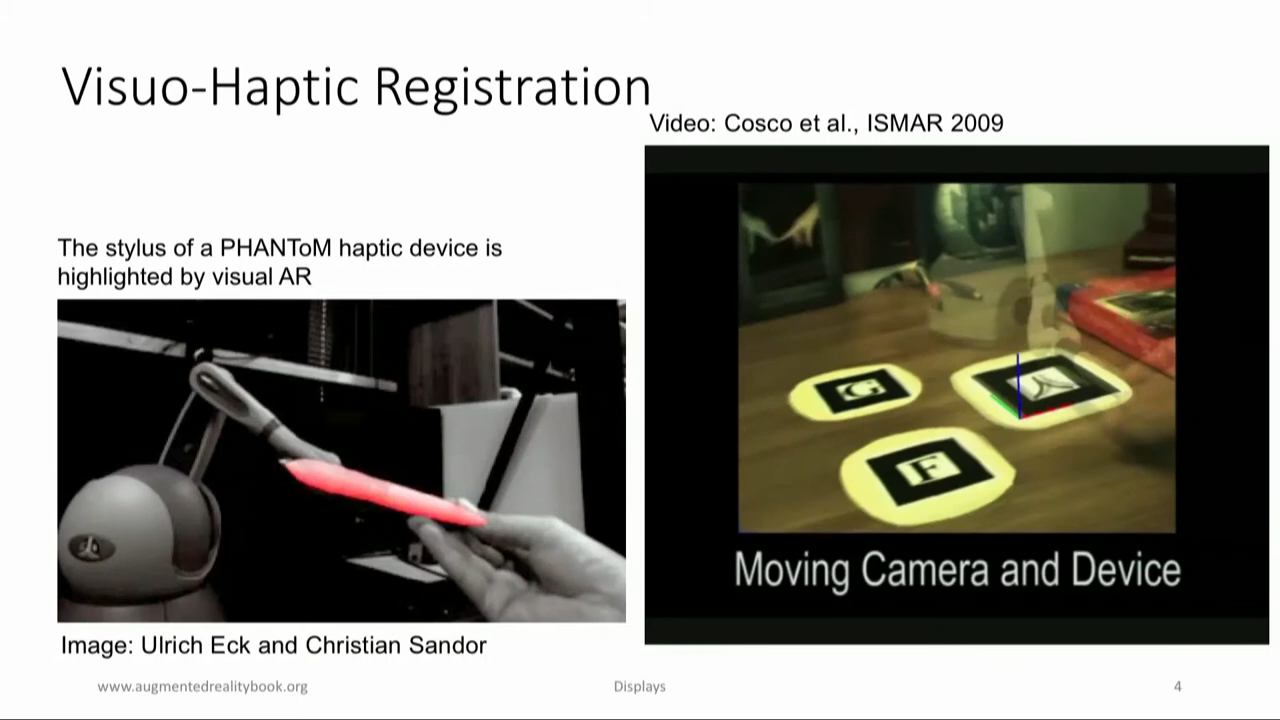 Visuo-Haptic Registration
Video: Cosco et al., ISMAR 2009
The stylus of a PHANToM haptic device is
highlighted by visual AR
G
F
Moving Camera and Device
Image: Ulrich Eck and Christian Sandor
www.augmentedrealitybook.org
Displays
4